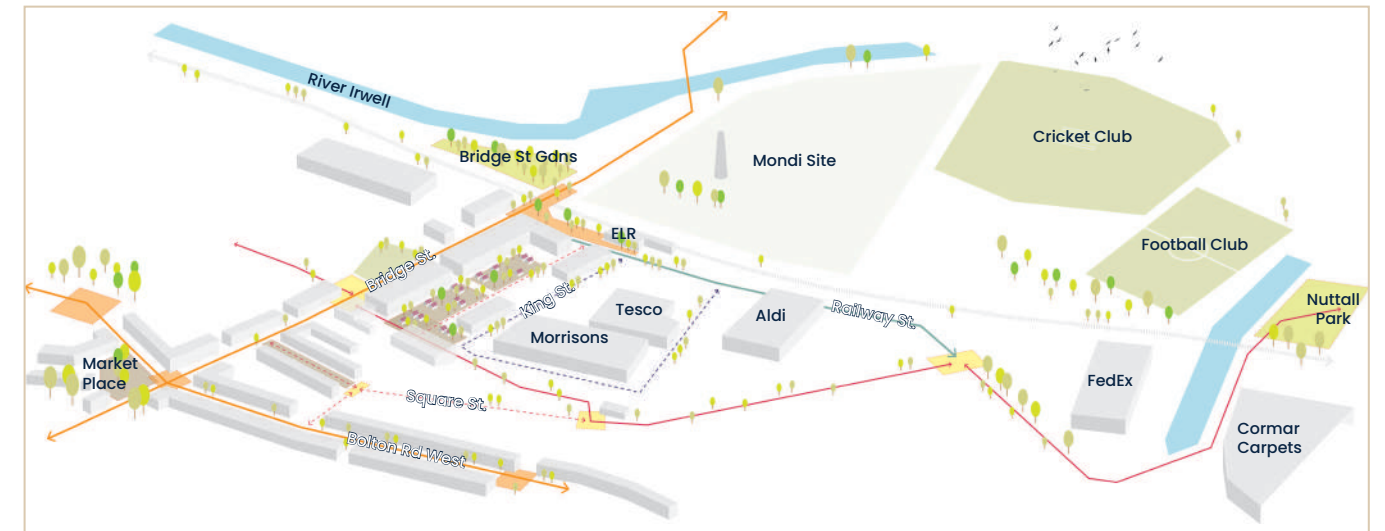 River Irwell
Bridge St Gdns
Mondi Site
Cricket Club
ELR
Football Club
Bridge St.
King St.
Tesco
Morrisons
Aldi
Railway St.
Nuttall
Park
Market
Place
FedEx
Square St.
Cormar
Carpets
Bolton Rd West